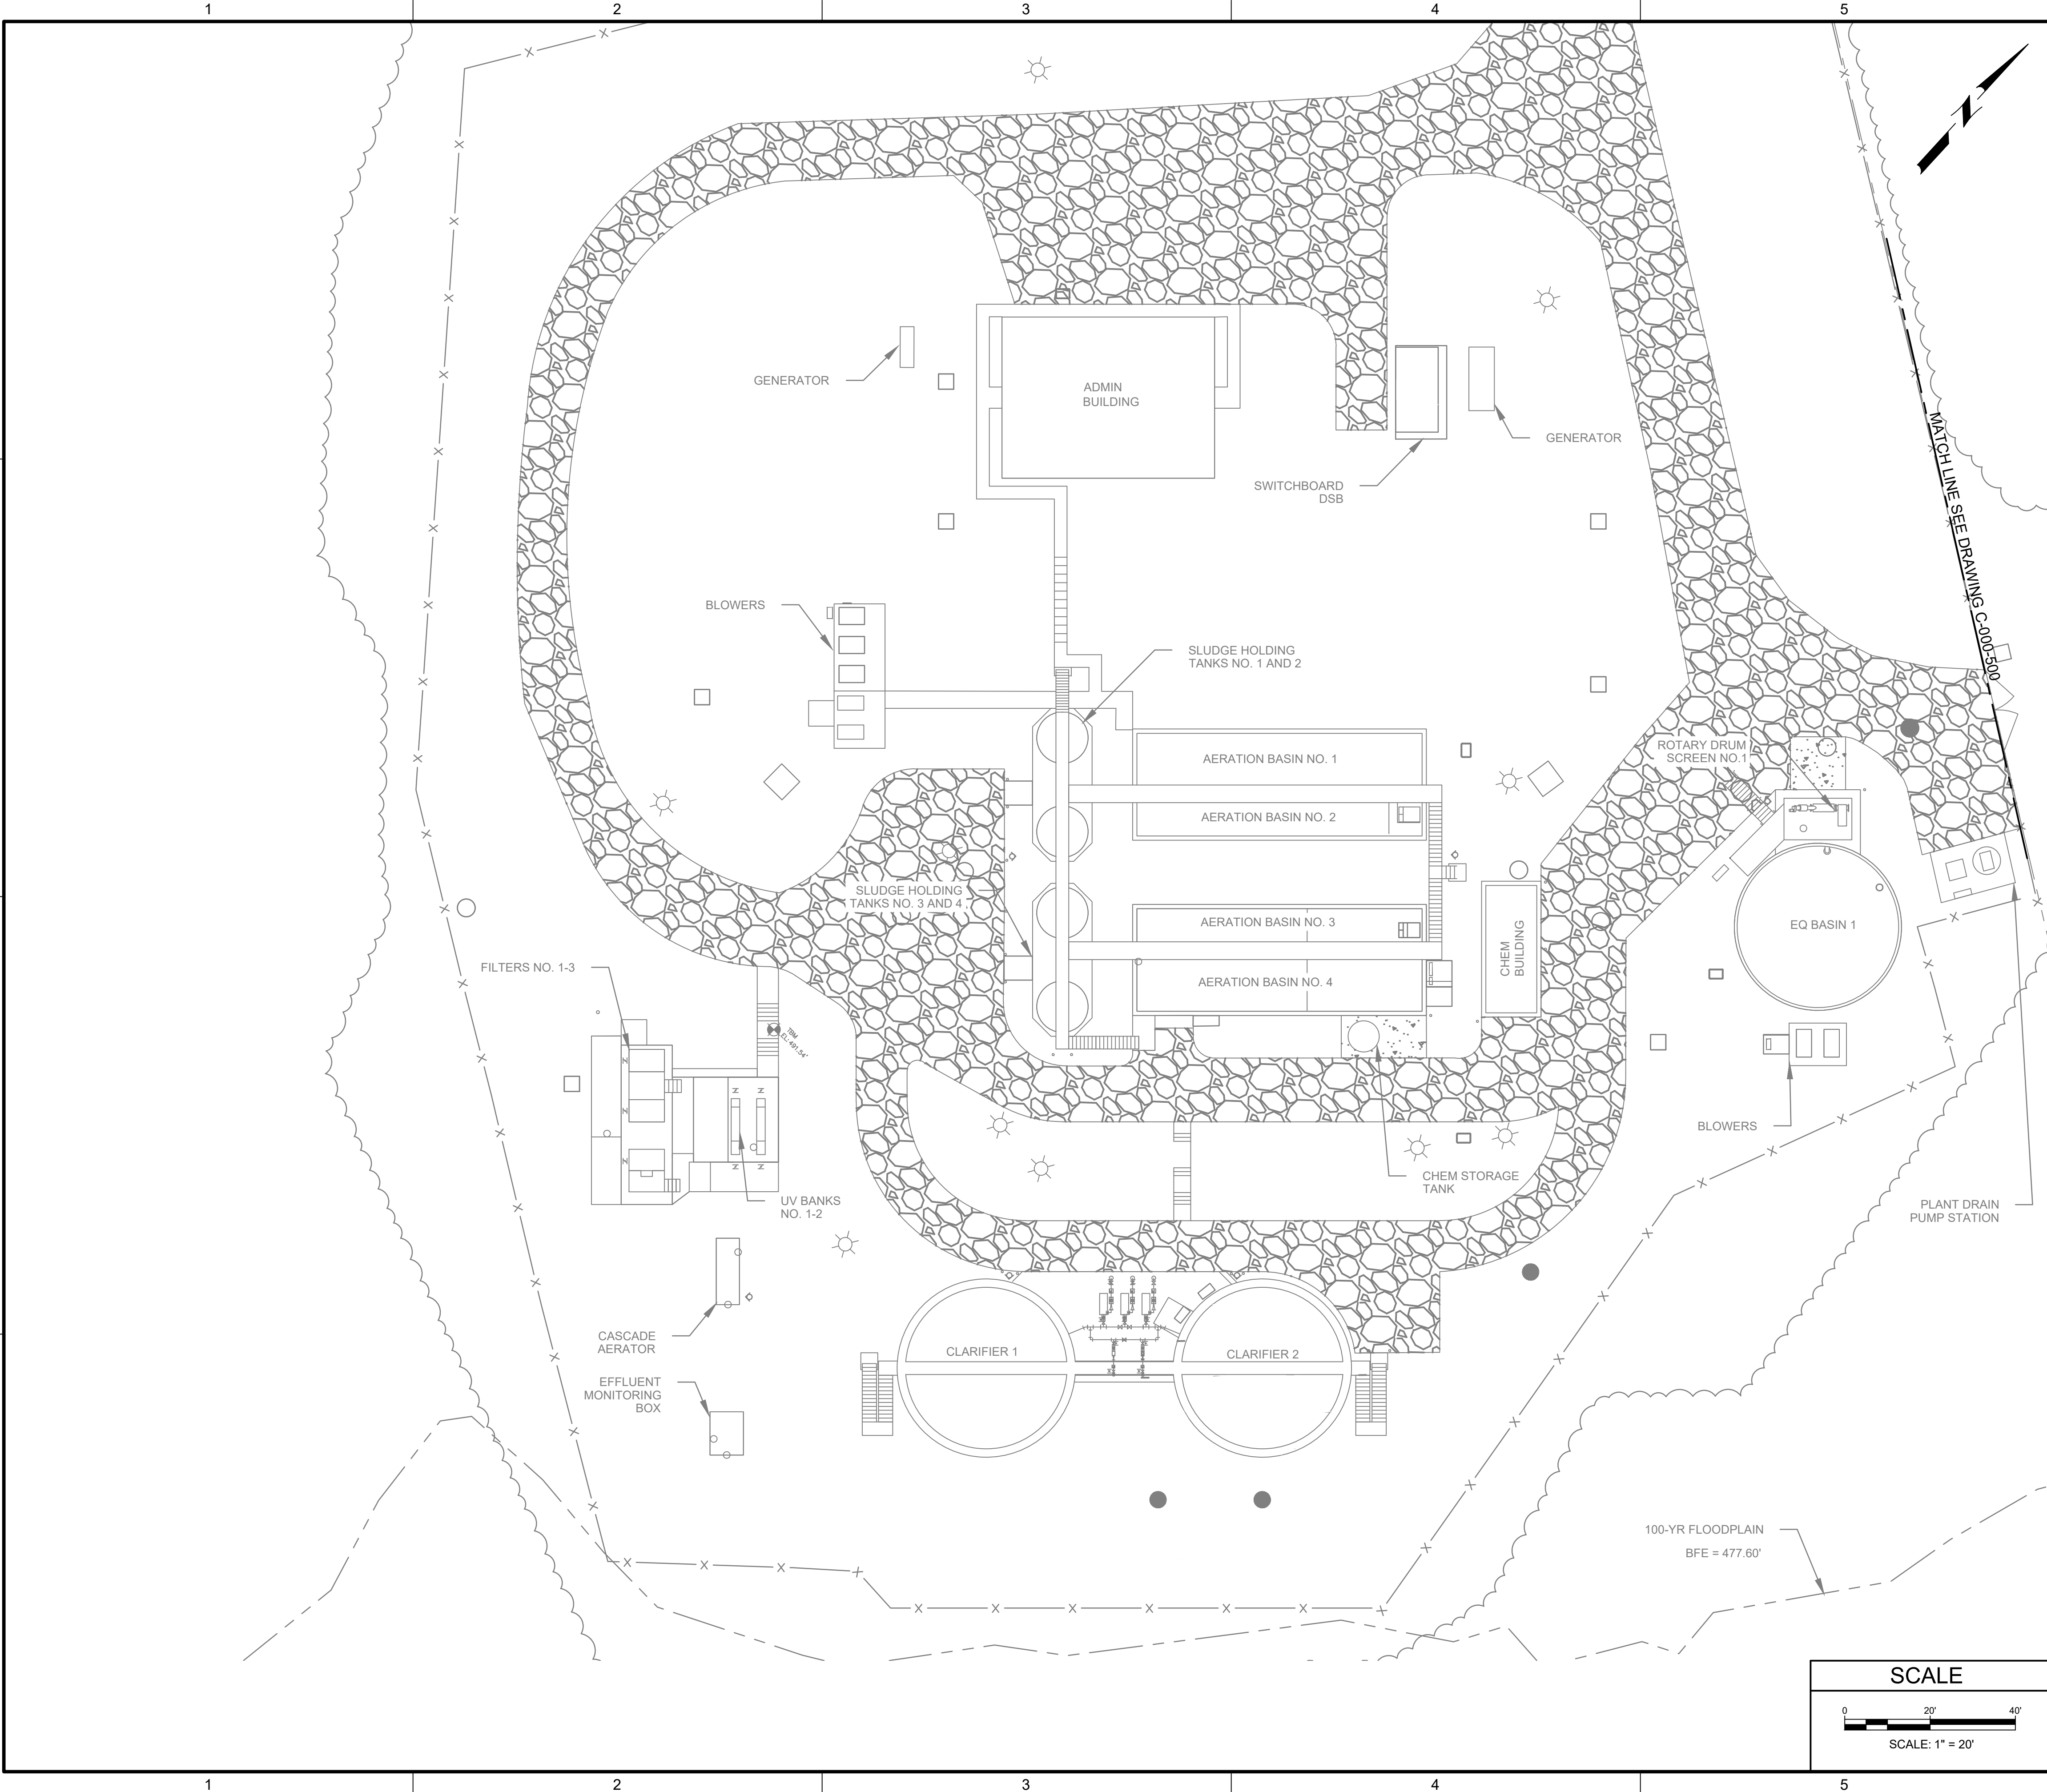 1 2 3 4 5
GENERATOR
ADMIN
BUILDING
GENERATOR
SWITCHBOARD
DSB
MATCH LINE SEE DRAWING C-000-500
BLOWERS
SLUDGE HOLDING
TANKS NO. 1 AND 2
ROTARY DRUM
SCREEN NO.1
AERATION BASIN NO. 1
AERATION BASIN NO. 2
SLUDGE HOLDING
TANKS NO. 3 AND 4
AERATION BASIN NO. 3
AERATION BASIN NO. 4
CHEM
BUILDING
EQ BASIN 1
FILTERS NO. 1-3
TBM
EL:491.54'
BLOWERS
UV BANKS
NO. 1-2
CHEM STORAGE
TANK
PLANT DRAIN
PUMP STATION
CASCADE
AERATOR
CLARIFIER 1
CLARIFIER 2
EFFLUENT
MONITORING
BOX
100-YR FLOODPLAIN
BFE = 477.60'
SCALE
0 20' 40'
SCALE: 1" = 20'
1 2 3 4 5